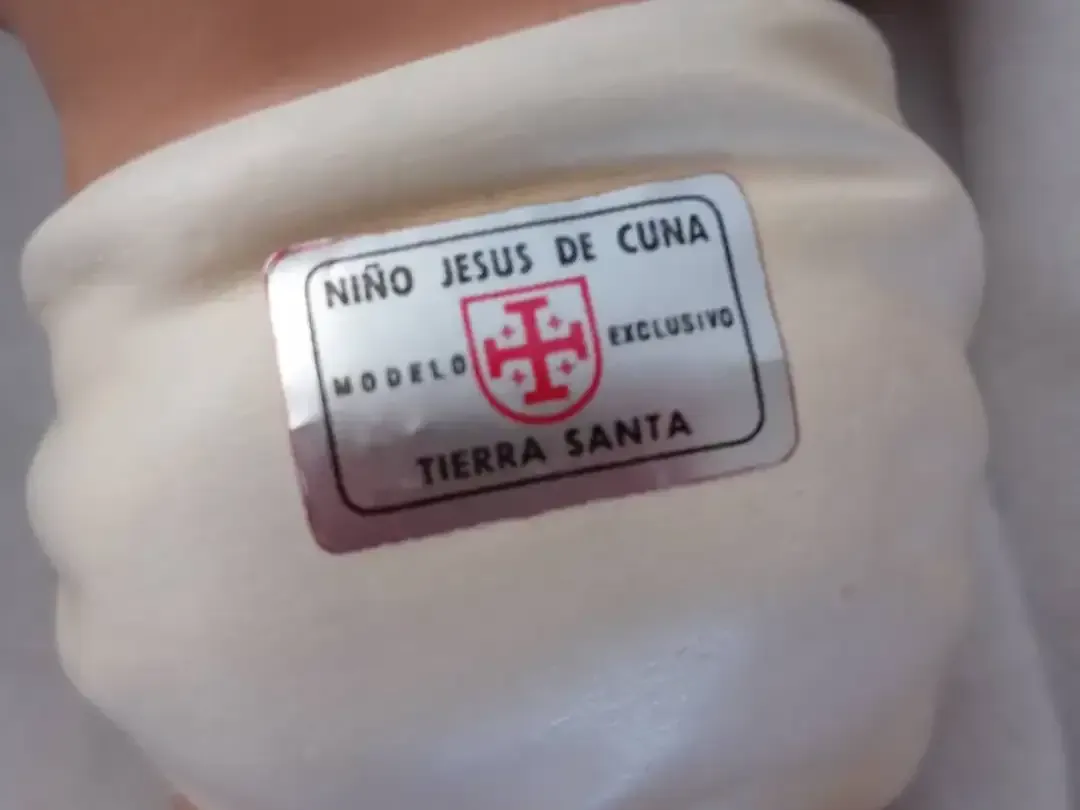 NIÑO JESUS DE CUNA
MODELO EXCLUSIVO
TIERRA SANTA